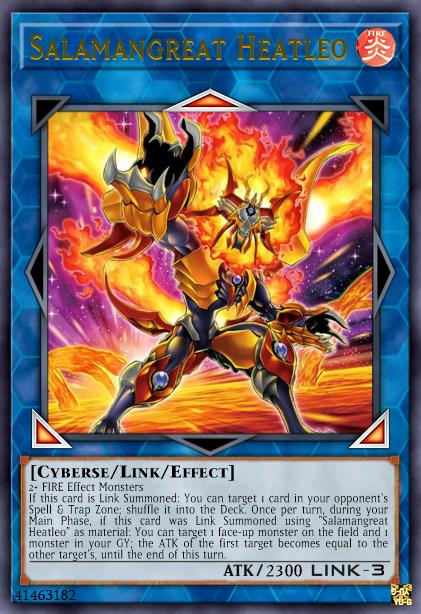 SALAMANGREAT HEATLEO
FIRE
炎
[CYBERSE/LINK/EFFECT]
2+ FIRE Effect Monsters
If this card is Link Summoned: You can target 1 card in your opponent's
Spell & Trap Zone; shuffle it into the Deck. Once per turn, during your
Main Phase, if this card was Link Summoned using "Salamangreat
Heatleo" as material: You can target 1 face-up monster on the field and 1
monster in your GY; the ATK of the first target becomes equal to the
other target's, until the end of this turn.
ATK/2300 LINK-3
41463182